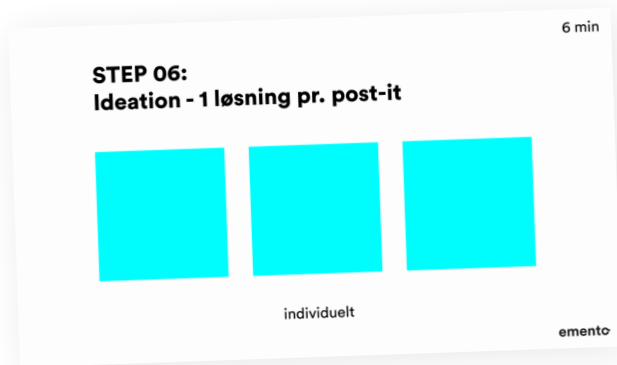 6 min
STEP 06:
Ideation - 1 løsning pr. post-it
individuelt
emento